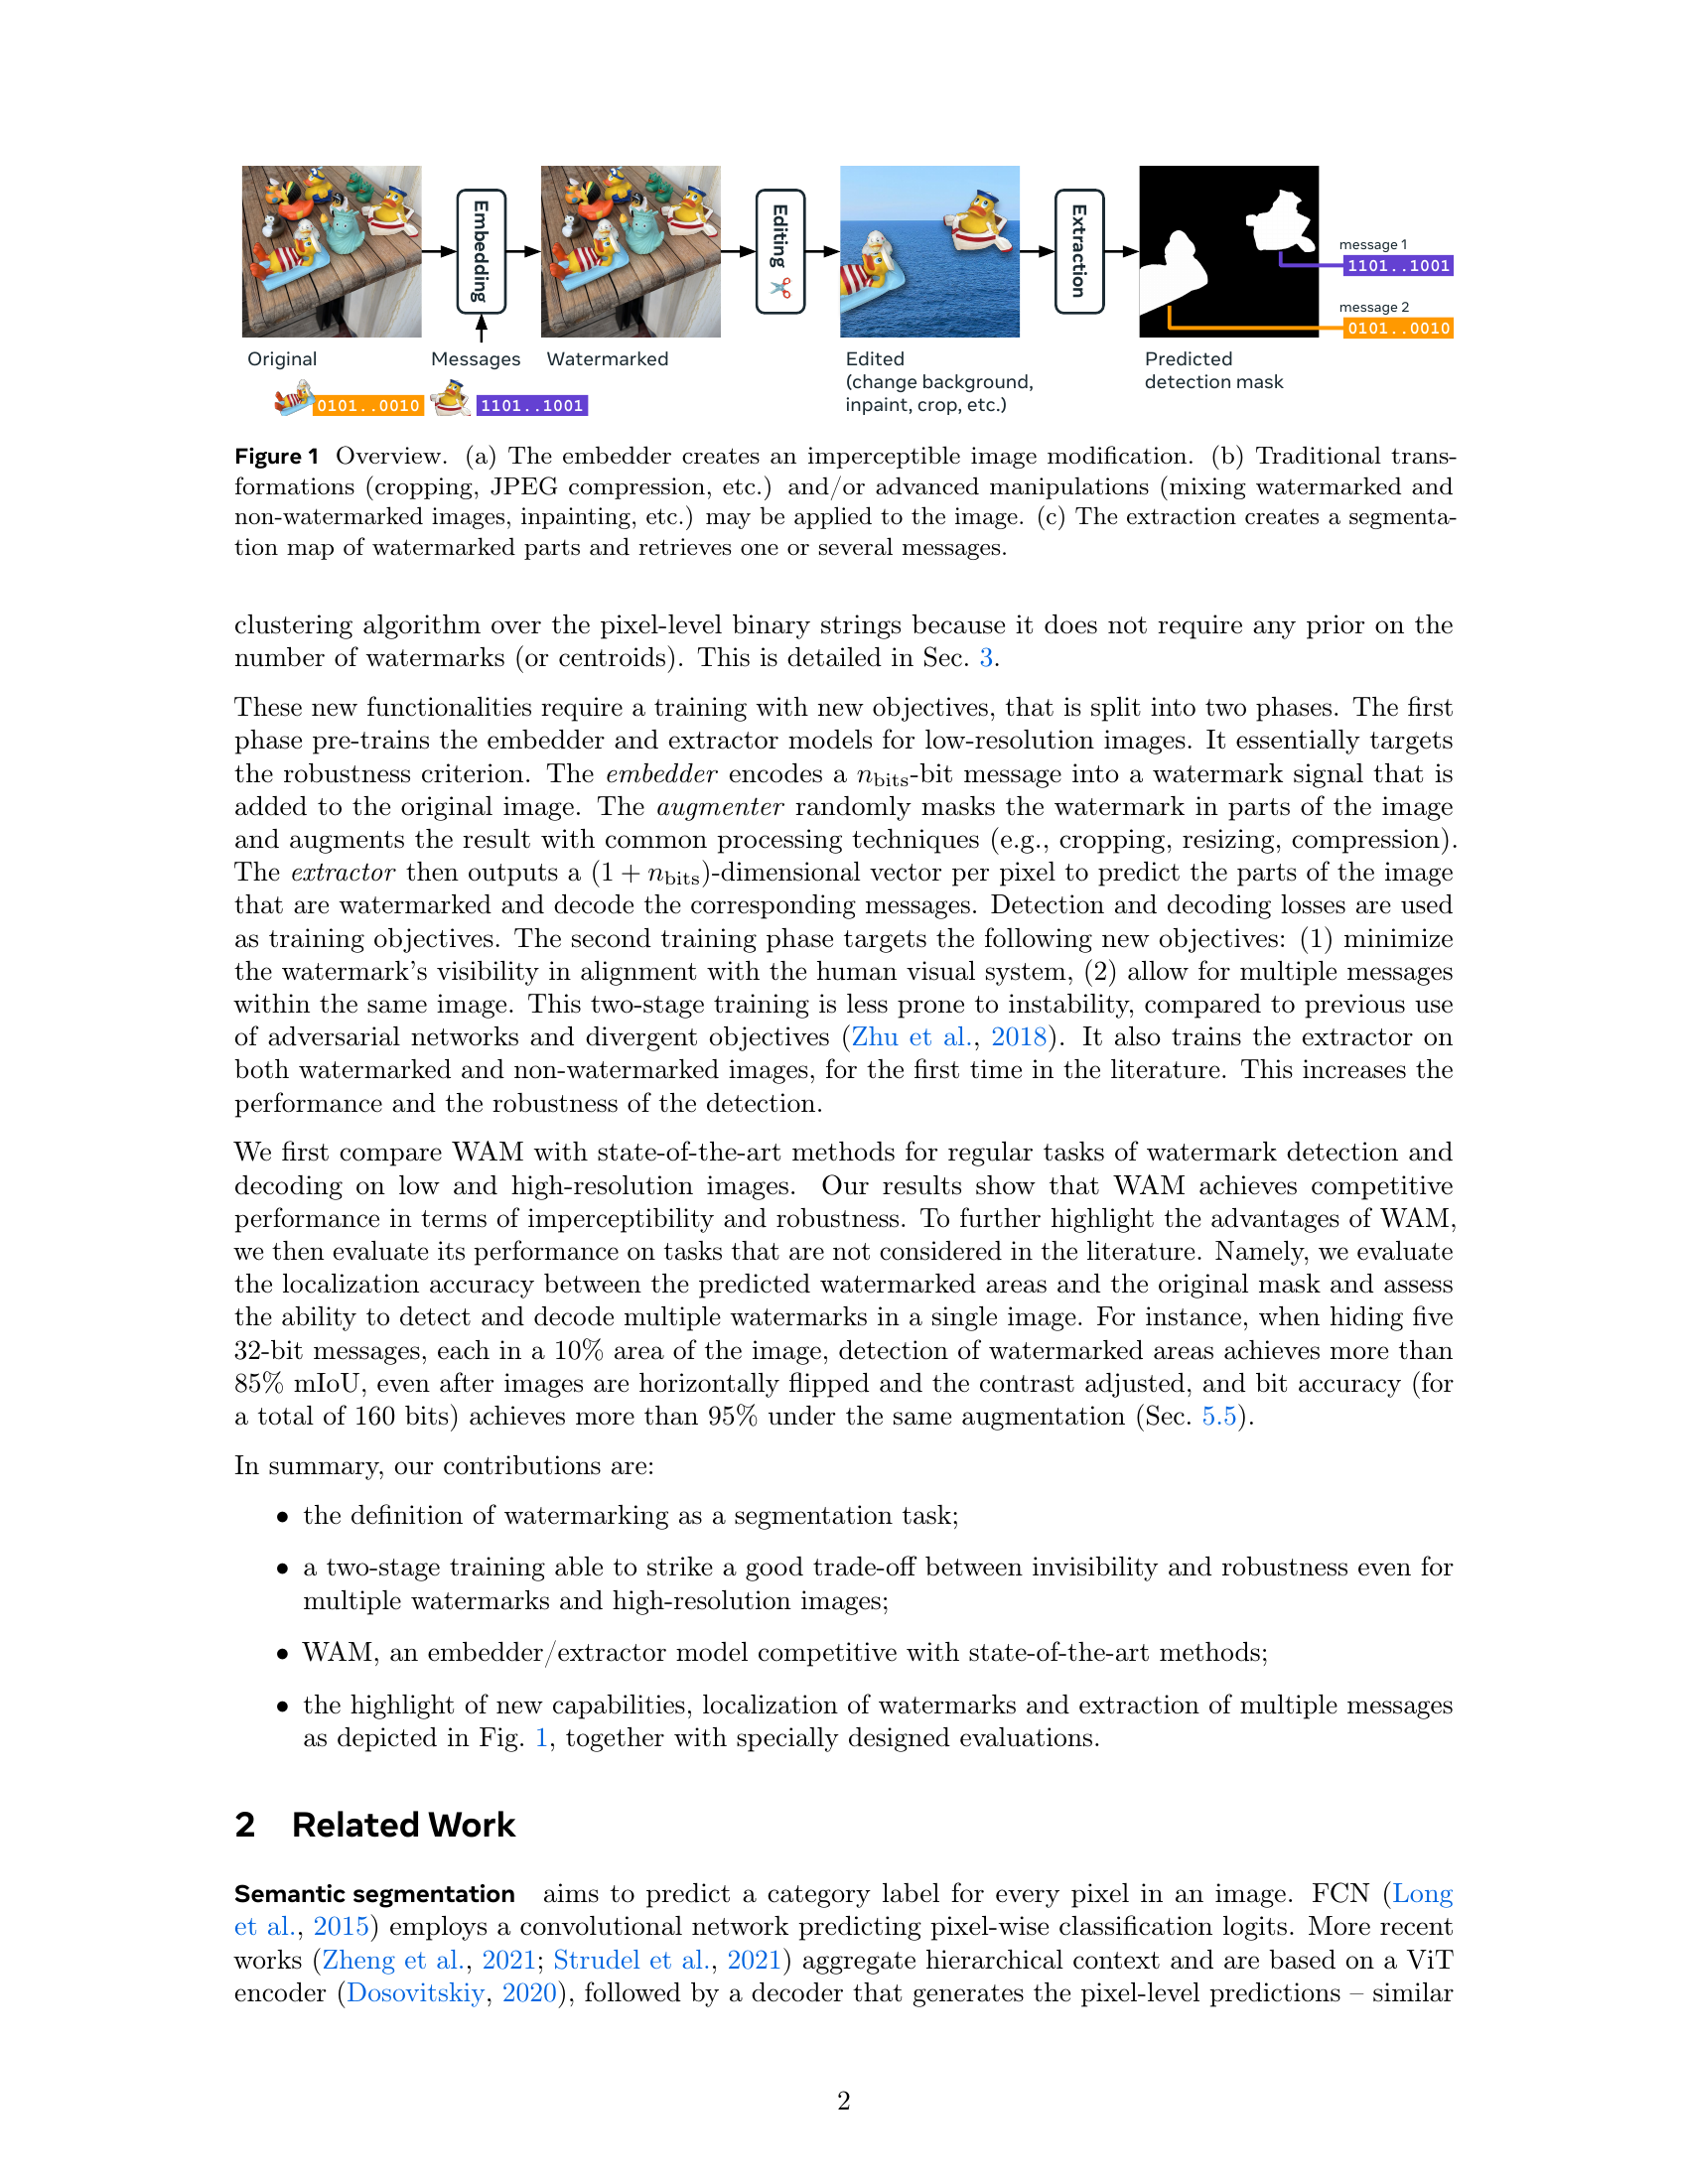 Embedding
Editing
Extraction
message 1
1101..1001
message 2
0101..0010
Original
Messages
Watermarked
Edited
(change background,
inpaint, crop, etc.)
Predicted
detection mask
0101..0010
1101..1001
Figure 1 Overview. (a) The embedder creates an imperceptible image modification. (b) Traditional trans-
formations (cropping, JPEG compression, etc.) and/or advanced manipulations (mixing watermarked and
non-watermarked images, inpainting, etc.) may be applied to the image. (c) The extraction creates a segmenta-
tion map of watermarked parts and retrieves one or several messages.
clustering algorithm over the pixel-level binary strings because it does not require any prior on the
number of watermarks (or centroids). This is detailed in Sec. 3.
These new functionalities require a training with new objectives, that is split into two phases. The first
phase pre-trains the embedder and extractor models for low-resolution images. It essentially targets
the robustness criterion. The embedder encodes a n_bits-bit message into a watermark signal that is
added to the original image. The augmenter randomly masks the watermark in parts of the image
and augments the result with common processing techniques (e.g., cropping, resizing, compression).
The extractor then outputs a (1 + n_bits)-dimensional vector per pixel to predict the parts of the image
that are watermarked and decode the corresponding messages. Detection and decoding losses are used
as training objectives. The second training phase targets the following new objectives: (1) minimize
the watermark's visibility in alignment with the human visual system, (2) allow for multiple messages
within the same image. This two-stage training is less prone to instability, compared to previous use
of adversarial networks and divergent objectives (Zhu et al., 2018). It also trains the extractor on
both watermarked and non-watermarked images, for the first time in the literature. This increases the
performance and the robustness of the detection.
We first compare WAM with state-of-the-art methods for regular tasks of watermark detection and
decoding on low and high-resolution images. Our results show that WAM achieves competitive
performance in terms of imperceptibility and robustness. To further highlight the advantages of WAM,
we then evaluate its performance on tasks that are not considered in the literature. Namely, we evaluate
the localization accuracy between the predicted watermarked areas and the original mask and assess
the ability to detect and decode multiple watermarks in a single image. For instance, when hiding five
32-bit messages, each in a 10% area of the image, detection of watermarked areas achieves more than
85% mIoU, even after images are horizontally flipped and the contrast adjusted, and bit accuracy (for
a total of 160 bits) achieves more than 95% under the same augmentation (Sec. 5.5).
In summary, our contributions are:
• the definition of watermarking as a segmentation task;
• a two-stage training able to strike a good trade-off between invisibility and robustness even for
multiple watermarks and high-resolution images;
• WAM, an embedder/extractor model competitive with state-of-the-art methods;
• the highlight of new capabilities, localization of watermarks and extraction of multiple messages
as depicted in Fig. 1, together with specially designed evaluations.
2 Related Work
Semantic segmentation aims to predict a category label for every pixel in an image. FCN (Long
et al., 2015) employs a convolutional network predicting pixel-wise classification logits. More recent
works (Zheng et al., 2021; Strudel et al., 2021) aggregate hierarchical context and are based on a ViT
encoder (Dosovitskiy, 2020), followed by a decoder that generates the pixel-level predictions – similar
2